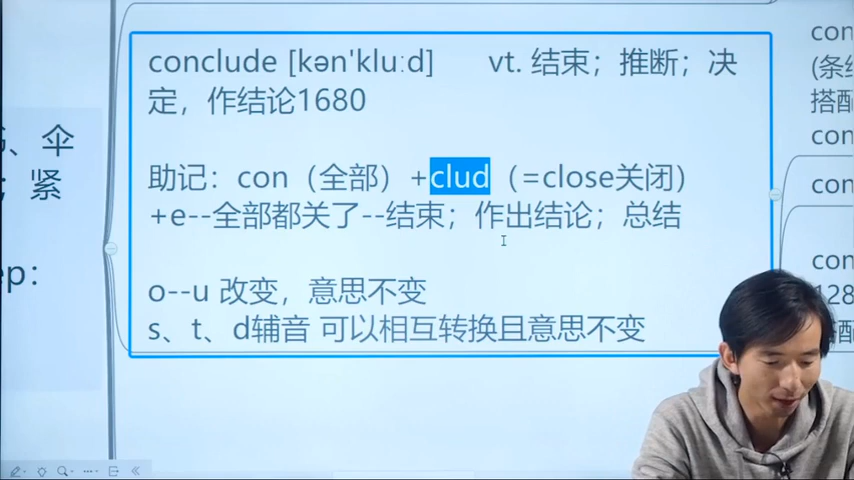 conclude [kən'kluːd] vt. 结束；推断；决
定，作结论1680
助记：con（全部）+clud（=close关闭）
+e--全部都关了--结束；作出结论；总结
o--u 改变，意思不变
s、t、d辅音 可以相互转换且意思不变
、伞
；紧
ep：
con
(条约
搭配
con
con
con
128